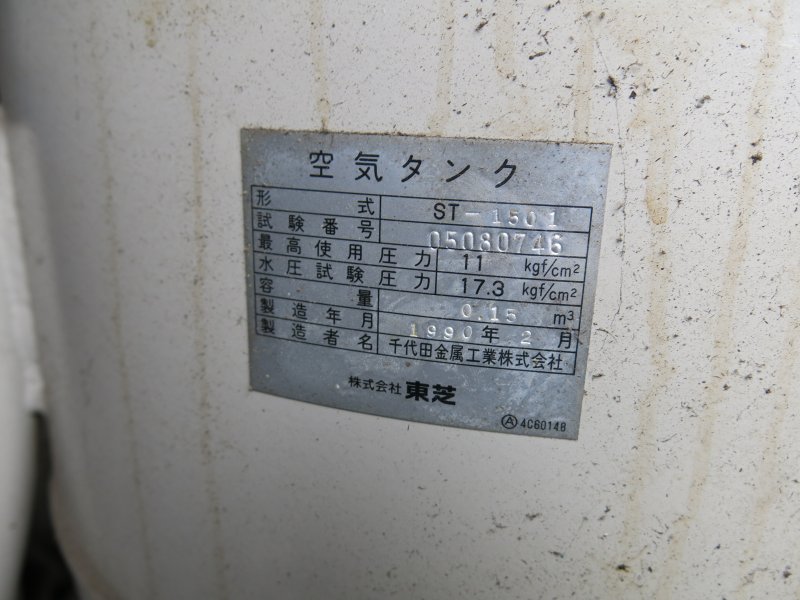 空気タンク
形式 ST-1501
試験番号 05080746
最高使用圧力 11 kgf/cm²
水圧試験圧力 17.3 kgf/cm²
容量 0.15 m³
製造年月 1990年2月
製造者名 千代田金属工業株式会社
株式会社 東芝
Ⓐ 4C6014B